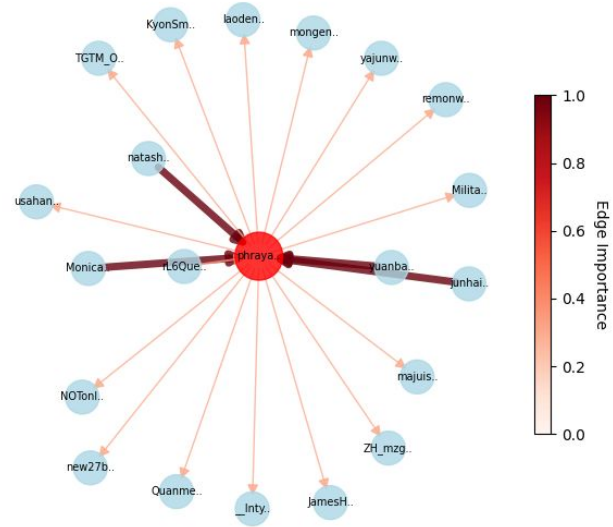 KyonSm..
laoden..
mongen..
TGTM_O..
yajunw..
remonw..
natash..
Milita..
usahan..
phraya..
Monica..
rL6Que..
yuanba..
junhai..
majuis..
NOTonl..
ZH_mzg..
new27b..
Quanme..
__Inty..
JamesH..
1.0
0.8
0.6
0.4
0.2
0.0
Edge Importance